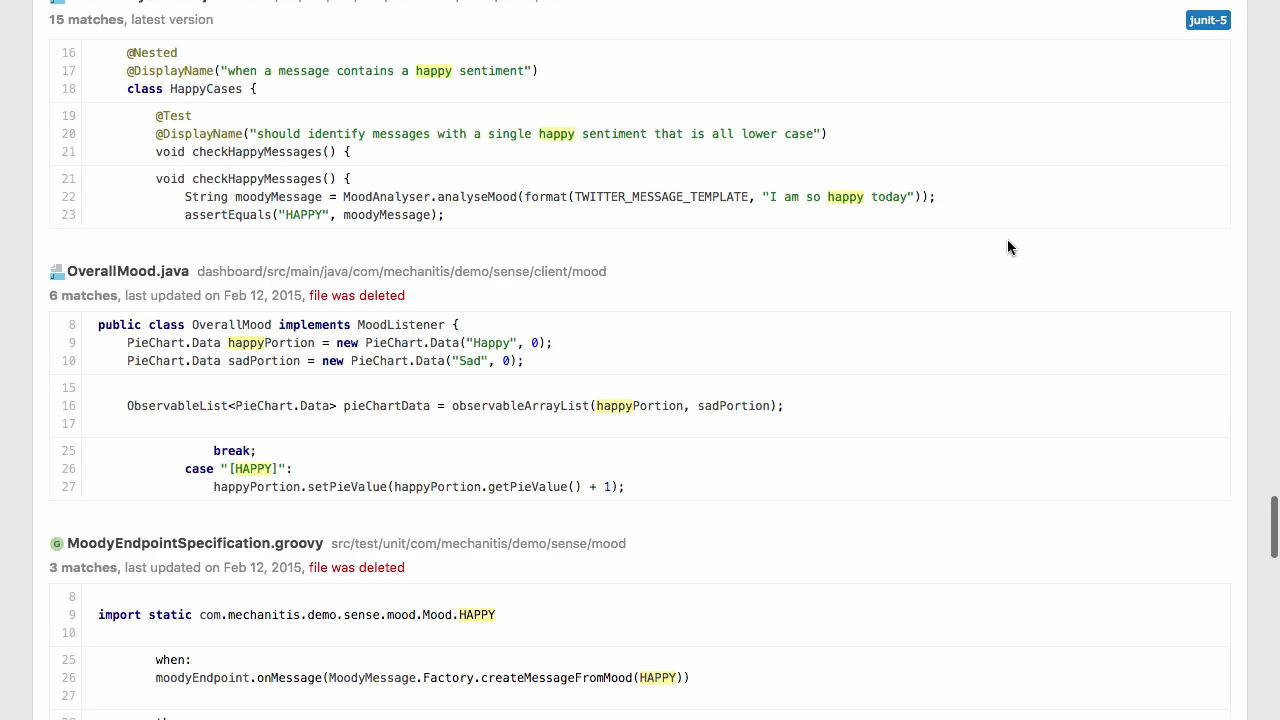 15 matches, latest version
junit-5
16 @Nested
17 @DisplayName("when a message contains a happy sentiment")
18 class HappyCases {
19 @Test
20 @DisplayName("should identify messages with a single happy sentiment that is all lower case")
21 void checkHappyMessages() {
21 void checkHappyMessages() {
22 String moodyMessage = MoodAnalyser.analyseMood(format(TWITTER_MESSAGE_TEMPLATE, "I am so happy today"));
23 assertEquals("HAPPY", moodyMessage);
OverallMood.java dashboard/src/main/java/com/mechanitis/demo/sense/client/mood
6 matches, last updated on Feb 12, 2015, file was deleted
8 public class OverallMood implements MoodListener {
9 PieChart.Data happyPortion = new PieChart.Data("Happy", 0);
10 PieChart.Data sadPortion = new PieChart.Data("Sad", 0);
15
16 ObservableList<PieChart.Data> pieChartData = observableArrayList(happyPortion, sadPortion);
17
25 break;
26 case "[HAPPY]":
27 happyPortion.setPieValue(happyPortion.getPieValue() + 1);
G MoodyEndpointSpecification.groovy src/test/unit/com/mechanitis/demo/sense/mood
3 matches, last updated on Feb 12, 2015, file was deleted
8
9 import static com.mechanitis.demo.sense.mood.Mood.HAPPY
10
25 when:
26 moodyEndpoint.onMessage(MoodyMessage.Factory.createMessageFromMood(HAPPY))
27